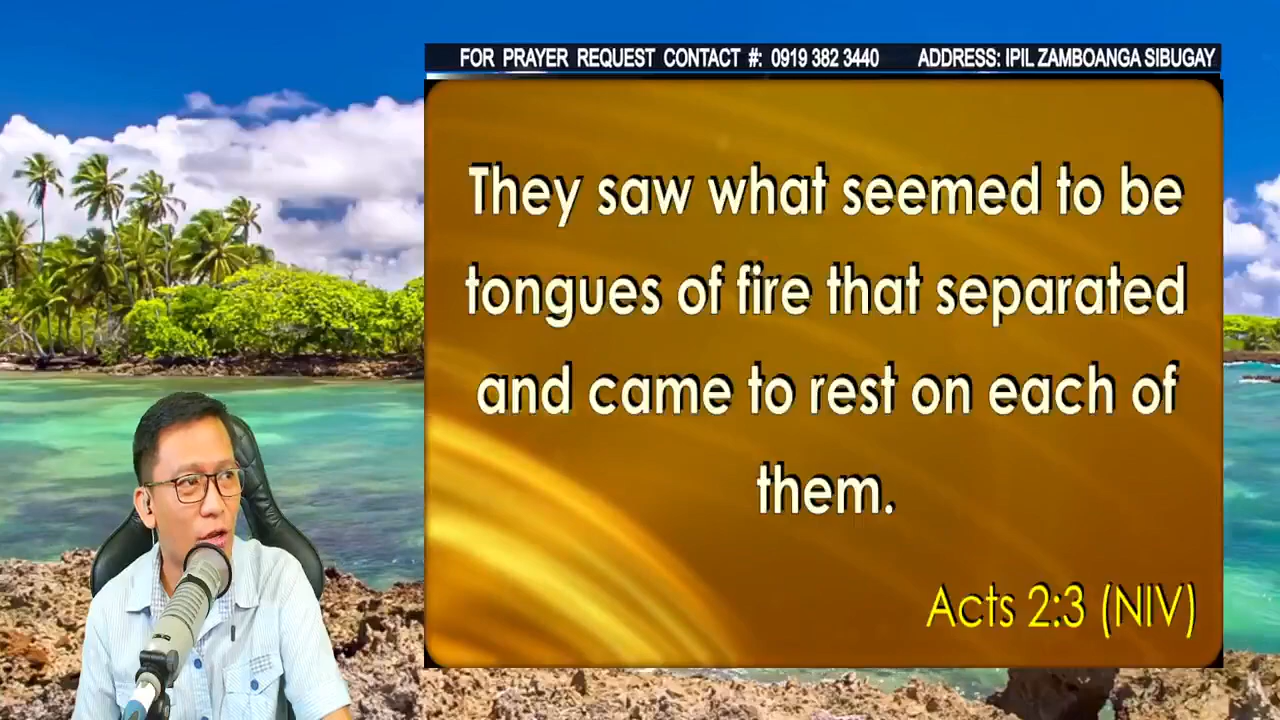 FOR PRAYER REQUEST CONTACT #: 0919 382 3440 ADDRESS: IPIL ZAMBOANGA SIBUGAY
They saw what seemed to be
tongues of fire that separated
and came to rest on each of
them.
Acts 2:3 (NIV)